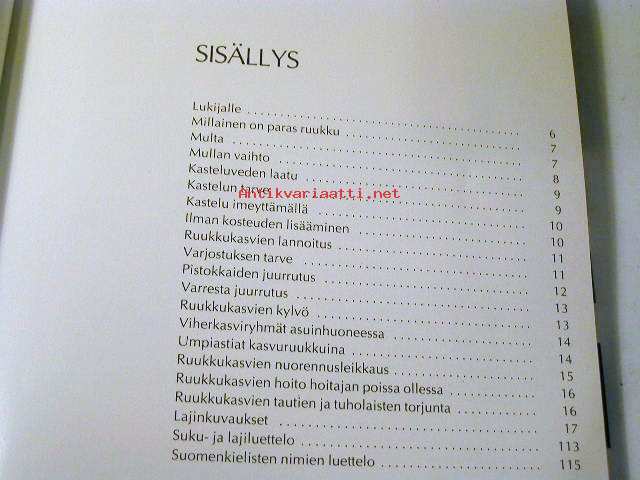 SISÄLLYS
Lukijalle 6
Millainen on paras ruukku 7
Multa 7
Mullan vaihto 8
Kasteluveden laatu 9
Kastelun tarve 9
Antikvariaatti.net
Kastelu imeyttämällä 10
Ilman kosteuden lisääminen 10
Ruukkukasvien lannoitus 11
Varjostuksen tarve 11
Pistokkaiden juurrutus 12
Varresta juurrutus 13
Ruukkukasvien kylvö 13
Viherkasviryhmät asuinhuoneessa 14
Umpiastiat kasvuruukkuina 14
Ruukkukasvien nuorennusleikkaus 15
Ruukkukasvien hoito hoitajan poissa ollessa 16
Ruukkukasvien tautien ja tuholaisten torjunta 16
Lajinkuvaukset 17
Suku- ja lajiluettelo 113
Suomenkielisten nimien luettelo 115